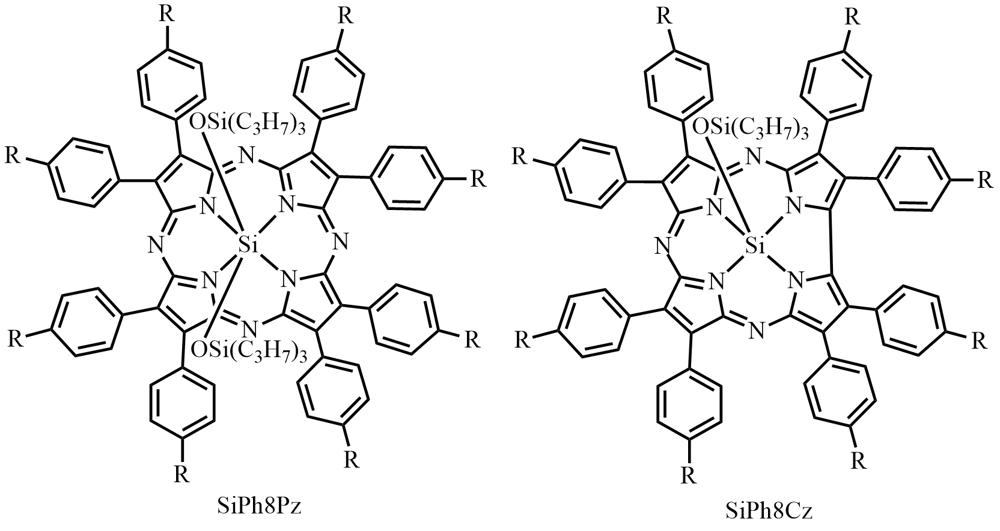 R R R R
OSi(C₃H₇)₃ OSi(C₃H₇)₃
R N R R N R
N N N N
N Si N N Si
N N N N
R N R R N R
OSi(C₃H₇)₃
R R R R
SiPh8Pz SiPh8Cz